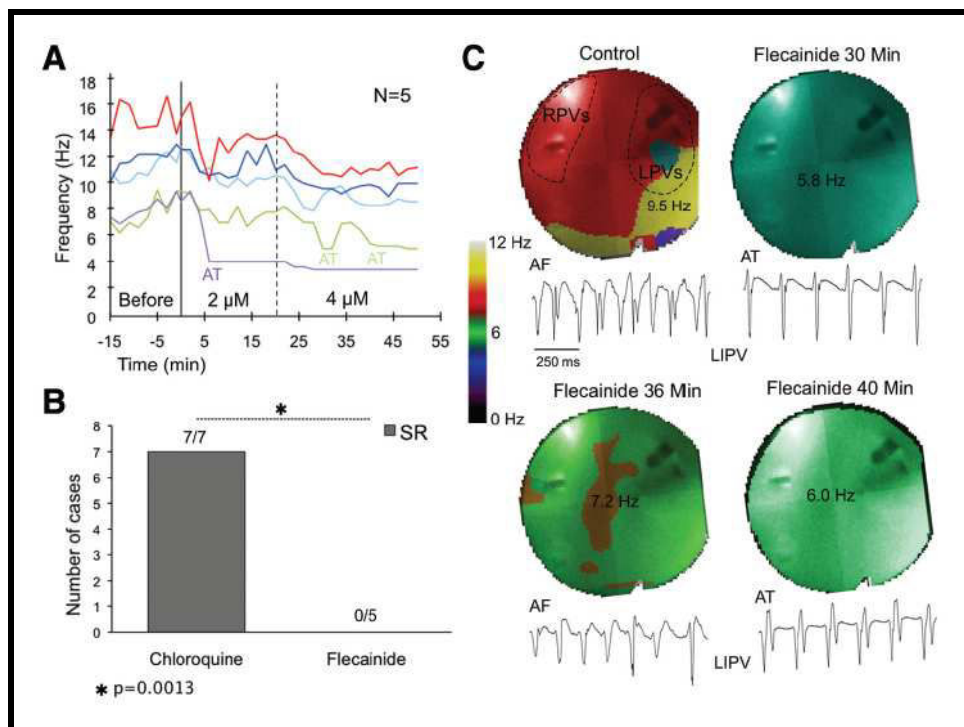 A
Frequency (Hz)
18
16
14
12
10
8
6
4
2
0
N=5
AT
AT AT
Before 2 µM 4 µM
-15 -5 5 15 25 35 45 55
Time (min)
B
*
7/7
SR
Number of cases
8
7
6
5
4
3
2
1
0
0/5
Chloroquine Flecainide
* p=0.0013
C
Control Flecainide 30 Min
RPVs
LPVs
9.5 Hz
5.8 Hz
12 Hz
6
0 Hz
AF AT
250 ms
LIPV
Flecainide 36 Min Flecainide 40 Min
7.2 Hz 6.0 Hz
AF AT
LIPV